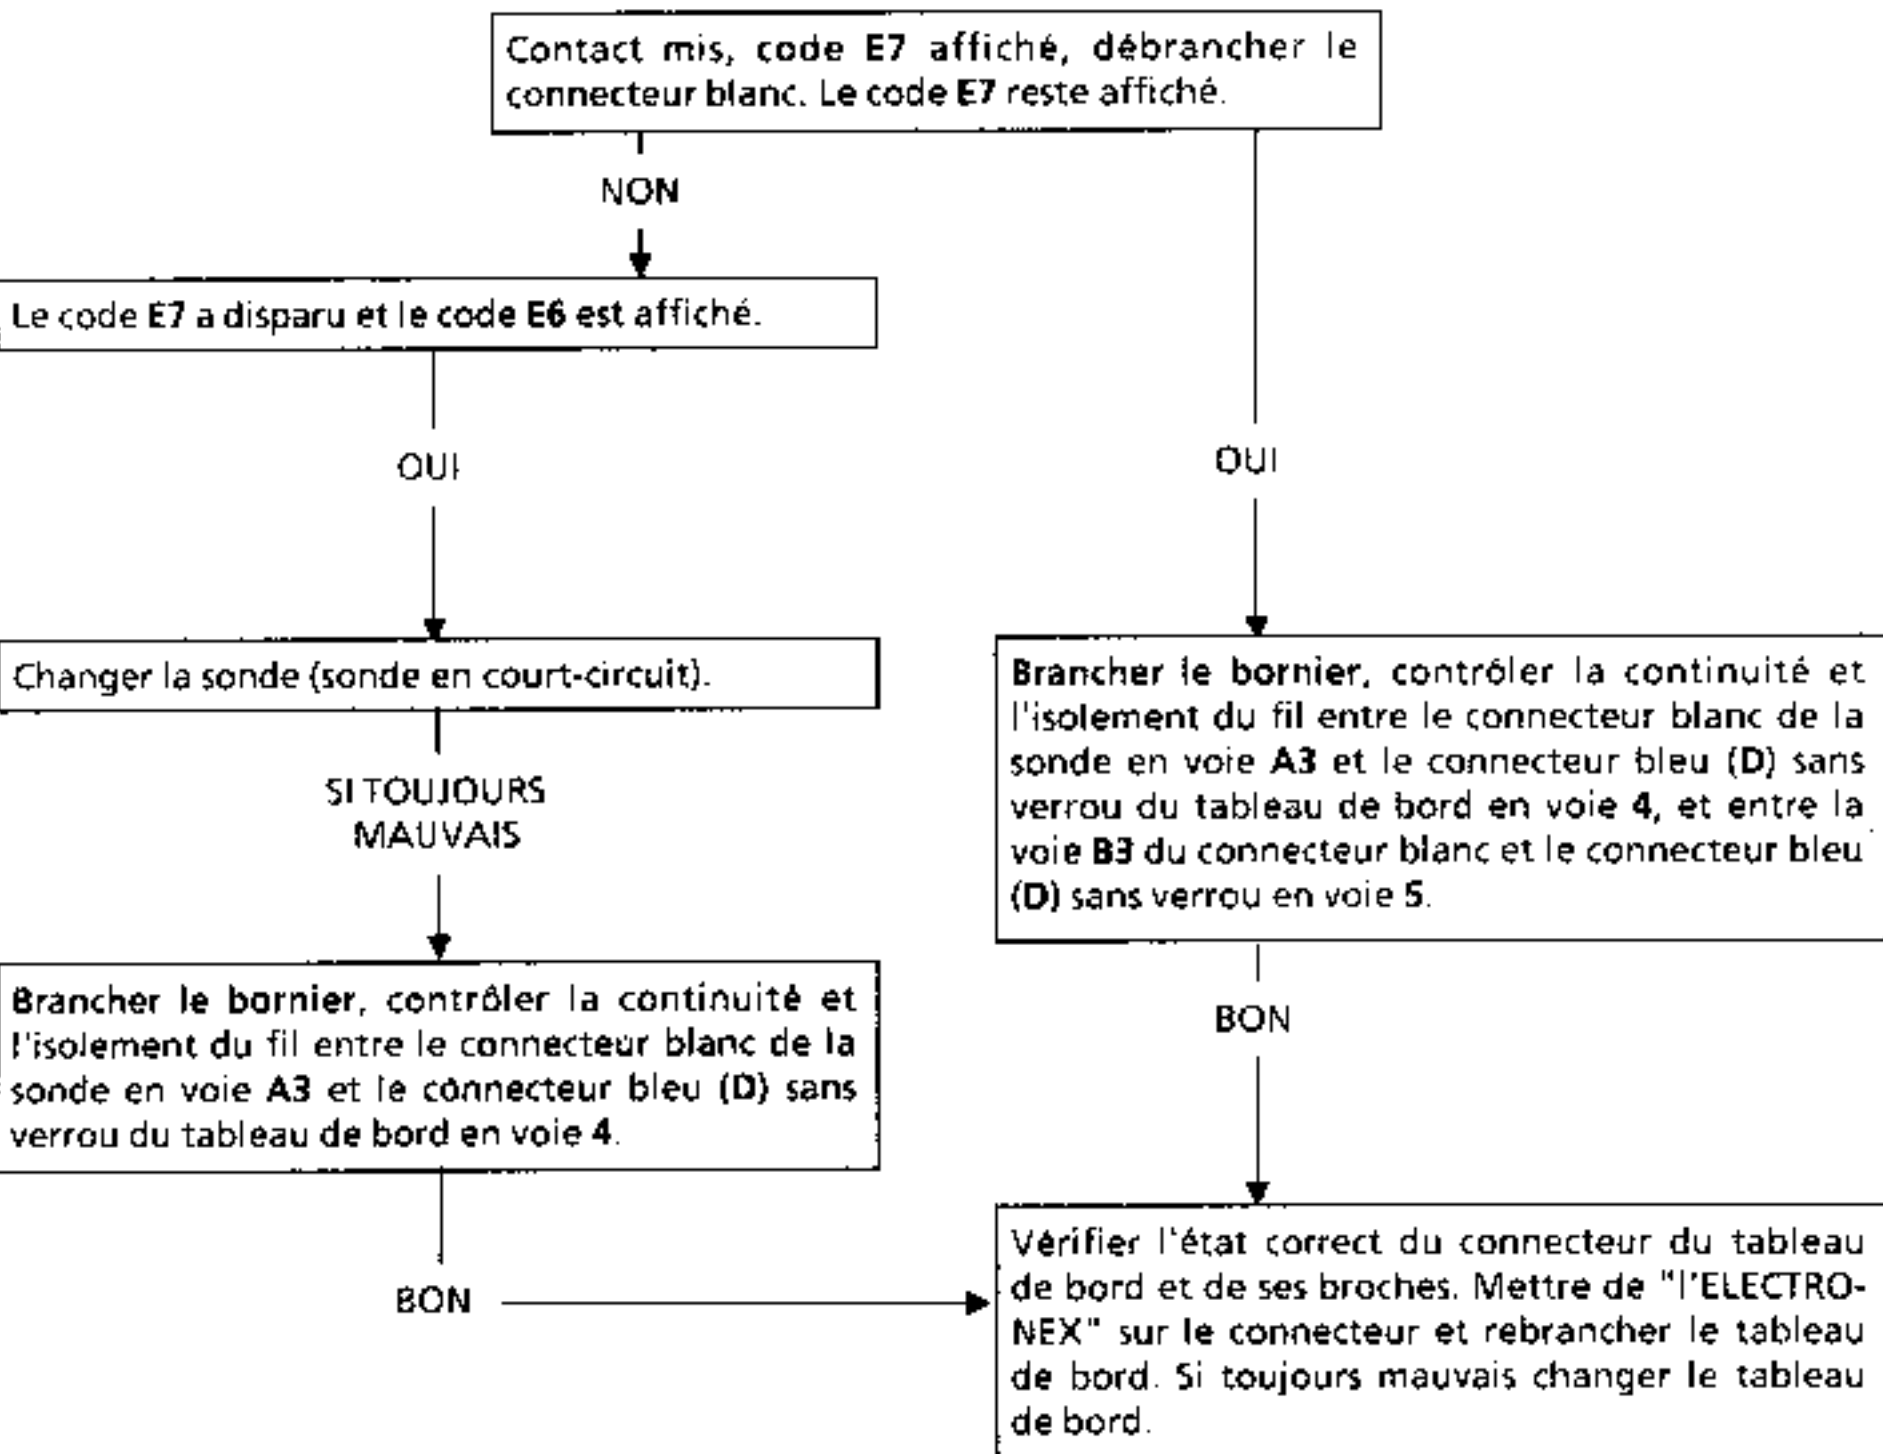 Contact mis, code E7 affiché, débrancher le
connecteur blanc. Le code E7 reste affiché.
NON
Le code E7 a disparu et le code E6 est affiché.
OUI
OUI
Changer la sonde (sonde en court-circuit).
Brancher le bornier, contrôler la continuité et
l'isolement du fil entre le connecteur blanc de la
sonde en voie A3 et le connecteur bleu (D) sans
verrou du tableau de bord en voie 4, et entre la
voie B3 du connecteur blanc et le connecteur bleu
(D) sans verrou en voie 5.
SI TOUJOURS
MAUVAIS
Brancher le bornier, contrôler la continuité et
l'isolement du fil entre le connecteur blanc de la
sonde en voie A3 et le connecteur bleu (D) sans
verrou du tableau de bord en voie 4.
BON
BON
Vérifier l'état correct du connecteur du tableau
de bord et de ses broches. Mettre de "l'ELECTRO-
NEX" sur le connecteur et rebrancher le tableau
de bord. Si toujours mauvais changer le tableau
de bord.